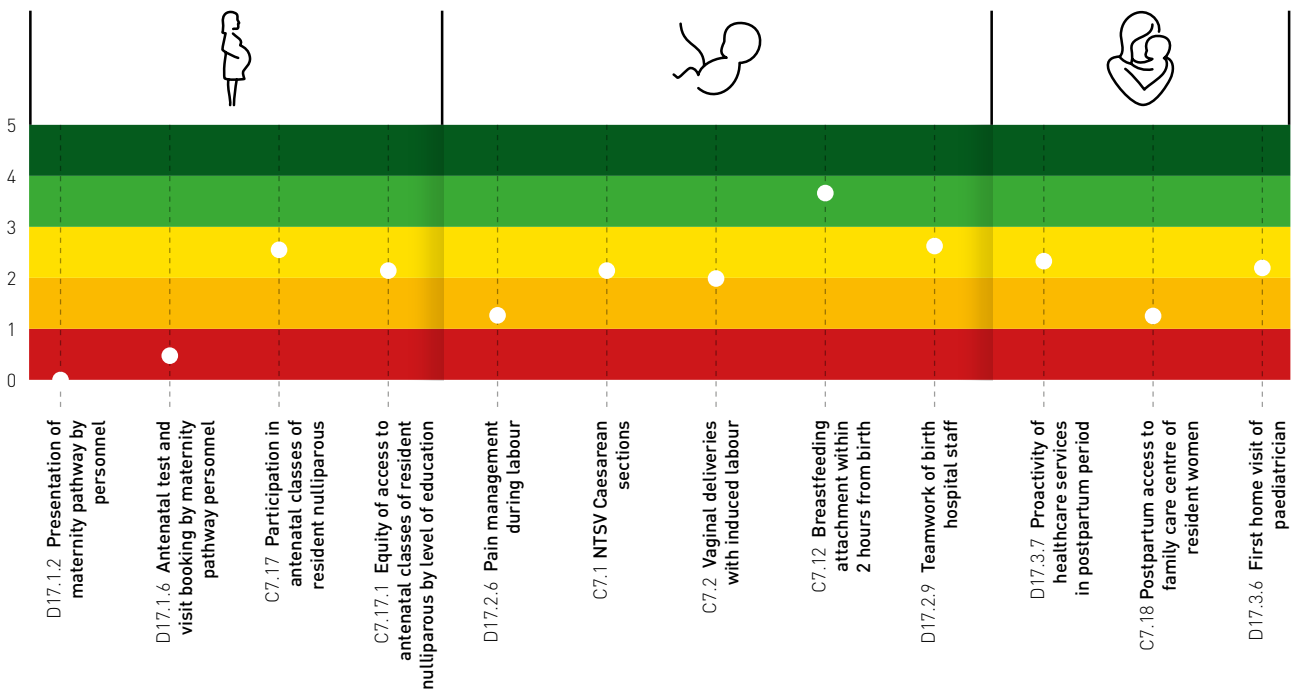 5
4
3
2
1
0
D17.1.2 Presentation of
maternity pathway by
personnel
D17.1.6 Antenatal test and
visit booking by maternity
pathway personnel
C7.17 Participation in
antenatal classes of
resident nulliparous
C7.17.1 Equity of access to
antenatal classes of resident
nulliparous by level of education
D17.2.6 Pain management
during labour
C7.1 NTSV Caesarean
sections
C7.2 Vaginal deliveries
with induced labour
C7.12 Breastfeeding
attachment within
2 hours from birth
D17.2.9 Teamwork of birth
hospital staff
D17.3.7 Proactivity of
healthcare services
in postpartum period
C7.18 Postpartum access to
family care centre of
resident women
D17.3.6 First home visit of
paediatrician